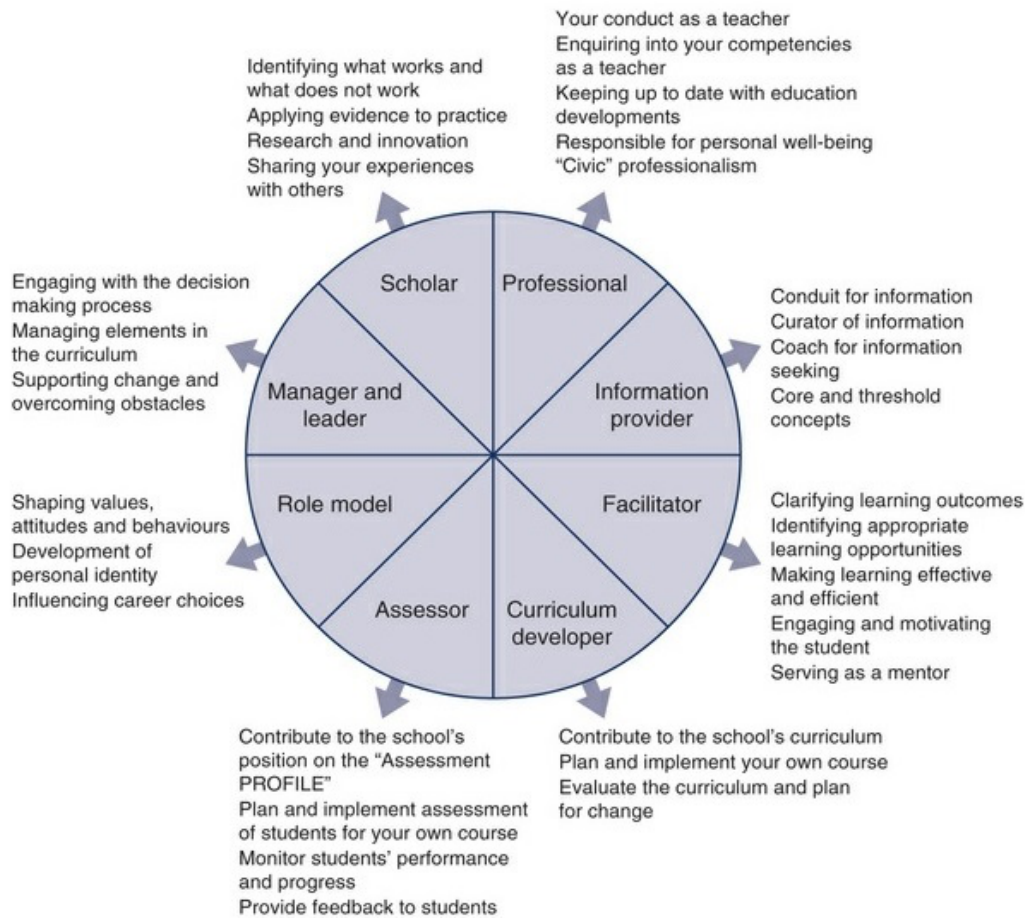 Your conduct as a teacher
Enquiring into your competencies
as a teacher
Keeping up to date with education
developments
Responsible for personal well-being
“Civic” professionalism
Identifying what works and
what does not work
Applying evidence to practice
Research and innovation
Sharing your experiences
with others
Scholar
Professional
Engaging with the decision
making process
Managing elements in
the curriculum
Supporting change and
overcoming obstacles
Manager and
leader
Information
provider
Conduit for information
Curator of information
Coach for information
seeking
Core and threshold
concepts
Shaping values,
attitudes and behaviours
Development of
personal identity
Influencing career choices
Role model
Facilitator
Clarifying learning outcomes
Identifying appropriate
learning opportunities
Making learning effective
and efficient
Engaging and motivating
the student
Serving as a mentor
Assessor
Curriculum
developer
Contribute to the school’s
position on the “Assessment
PROFILE”
Plan and implement assessment
of students for your own course
Monitor students’ performance
and progress
Provide feedback to students
Contribute to the school’s curriculum
Plan and implement your own course
Evaluate the curriculum and plan
for change